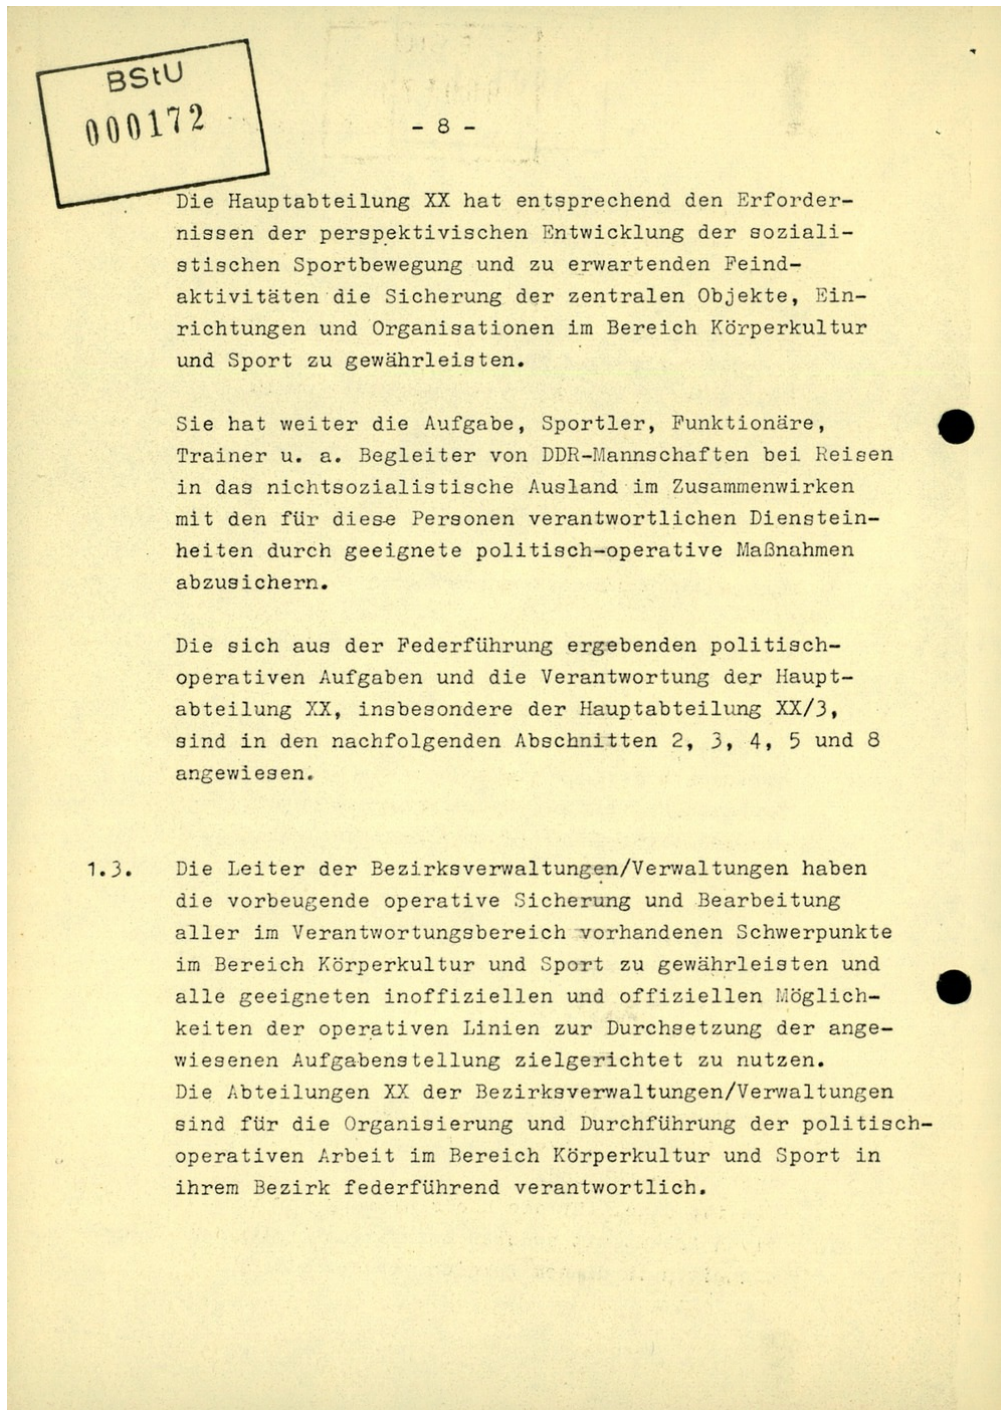 BStU
000172
- 8 -
Die Hauptabteilung XX hat entsprechend den Erforder-
nissen der perspektivischen Entwicklung der soziali-
stischen Sportbewegung und zu erwartenden Feind-
aktivitäten die Sicherung der zentralen Objekte, Ein-
richtungen und Organisationen im Bereich Körperkultur
und Sport zu gewährleisten.
Sie hat weiter die Aufgabe, Sportler, Funktionäre,
Trainer u. a. Begleiter von DDR-Mannschaften bei Reisen
in das nichtsozialistische Ausland im Zusammenwirken
mit den für diese Personen verantwortlichen Dienstein-
heiten durch geeignete politisch-operative Maßnahmen
abzusichern.
Die sich aus der Federführung ergebenden politisch-
operativen Aufgaben und die Verantwortung der Haupt-
abteilung XX, insbesondere der Hauptabteilung XX/3,
sind in den nachfolgenden Abschnitten 2, 3, 4, 5 und 8
angewiesen.
1.3. Die Leiter der Bezirksverwaltungen/Verwaltungen haben
die vorbeugende operative Sicherung und Bearbeitung
aller im Verantwortungsbereich vorhandenen Schwerpunkte
im Bereich Körperkultur und Sport zu gewährleisten und
alle geeigneten inoffiziellen und offiziellen Möglich-
keiten der operativen Linien zur Durchsetzung der ange-
wiesenen Aufgabenstellung zielgerichtet zu nutzen.
Die Abteilungen XX der Bezirksverwaltungen/Verwaltungen
sind für die Organisierung und Durchführung der politisch-
operativen Arbeit im Bereich Körperkultur und Sport in
ihrem Bezirk federführend verantwortlich.